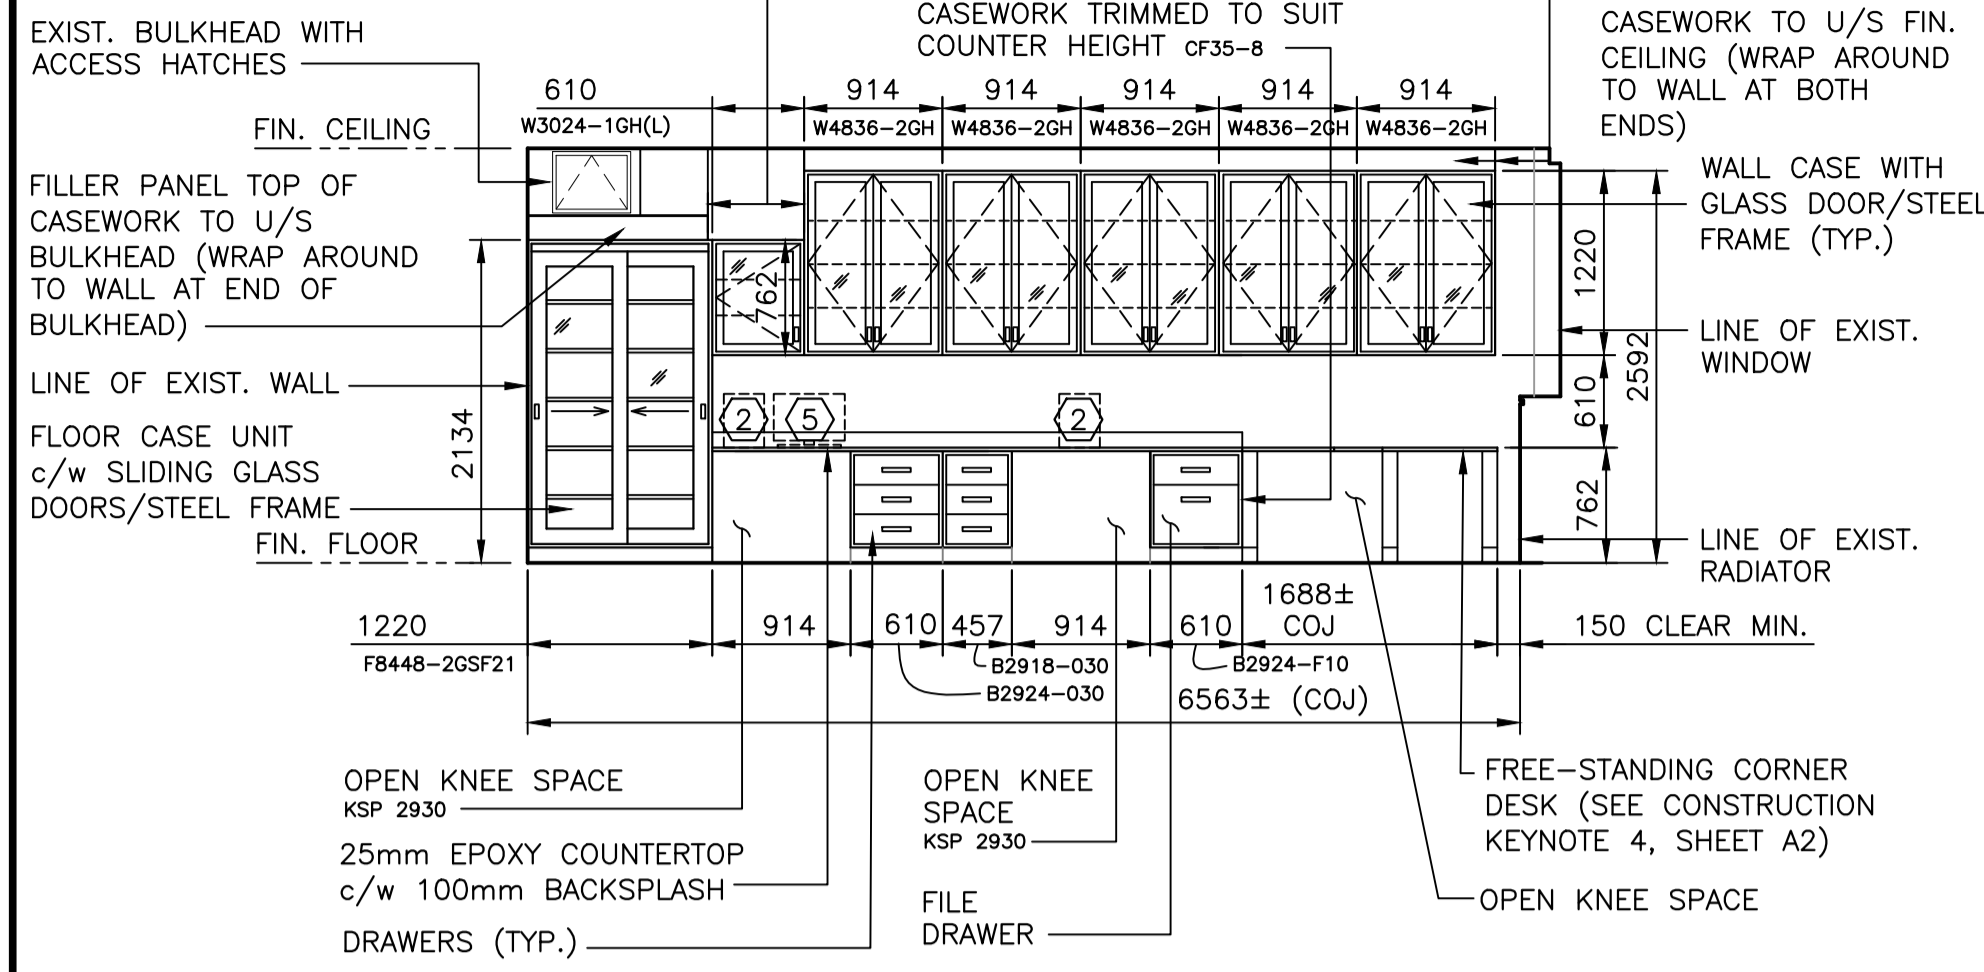 EXIST. BULKHEAD WITH
ACCESS HATCHES
CASEWORK TRIMMED TO SUIT
COUNTER HEIGHT CF35-8
CASEWORK TO U/S FIN.
CEILING (WRAP AROUND
TO WALL AT BOTH
ENDS)
610
914
914
914
914
914
W3024-1GH(L)
W4836-2GH
W4836-2GH
W4836-2GH
W4836-2GH
W4836-2GH
FIN. CEILING
FILLER PANEL TOP OF
CASEWORK TO U/S
BULKHEAD (WRAP AROUND
TO WALL AT END OF
BULKHEAD)
WALL CASE WITH
GLASS DOOR/STEEL
FRAME (TYP.)
762
1220
2592
610
762
LINE OF EXIST.
WINDOW
LINE OF EXIST. WALL
2134
2
5
2
FLOOR CASE UNIT
c/w SLIDING GLASS
DOORS/STEEL FRAME
FIN. FLOOR
LINE OF EXIST.
RADIATOR
1220
914
610
457
914
610
1688±
COJ
150 CLEAR MIN.
F8448-2GSF21
B2918-030
B2924-030
B2924-F10
6563± (COJ)
OPEN KNEE SPACE
KSP 2930
25mm EPOXY COUNTERTOP
c/w 100mm BACKSPLASH
DRAWERS (TYP.)
OPEN KNEE
SPACE
KSP 2930
FILE
DRAWER
FREE-STANDING CORNER
DESK (SEE CONSTRUCTION
KEYNOTE 4, SHEET A2)
OPEN KNEE SPACE